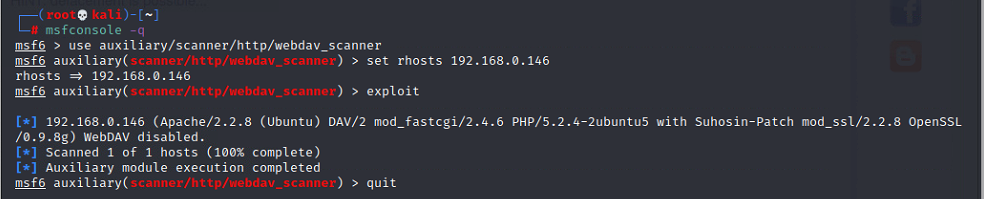 ┌──(root💀kali)-[~]
└─# msfconsole -q
msf6 > use auxiliary/scanner/http/webdav_scanner
msf6 auxiliary(scanner/http/webdav_scanner) > set rhosts 192.168.0.146
rhosts => 192.168.0.146
msf6 auxiliary(scanner/http/webdav_scanner) > exploit
[*] 192.168.0.146 (Apache/2.2.8 (Ubuntu) DAV/2 mod_fastcgi/2.4.6 PHP/5.2.4-2ubuntu5 with Suhosin-Patch mod_ssl/2.2.8 OpenSSL
/0.9.8g) WebDAV disabled.
[*] Scanned 1 of 1 hosts (100% complete)
[*] Auxiliary module execution completed
msf6 auxiliary(scanner/http/webdav_scanner) > quit